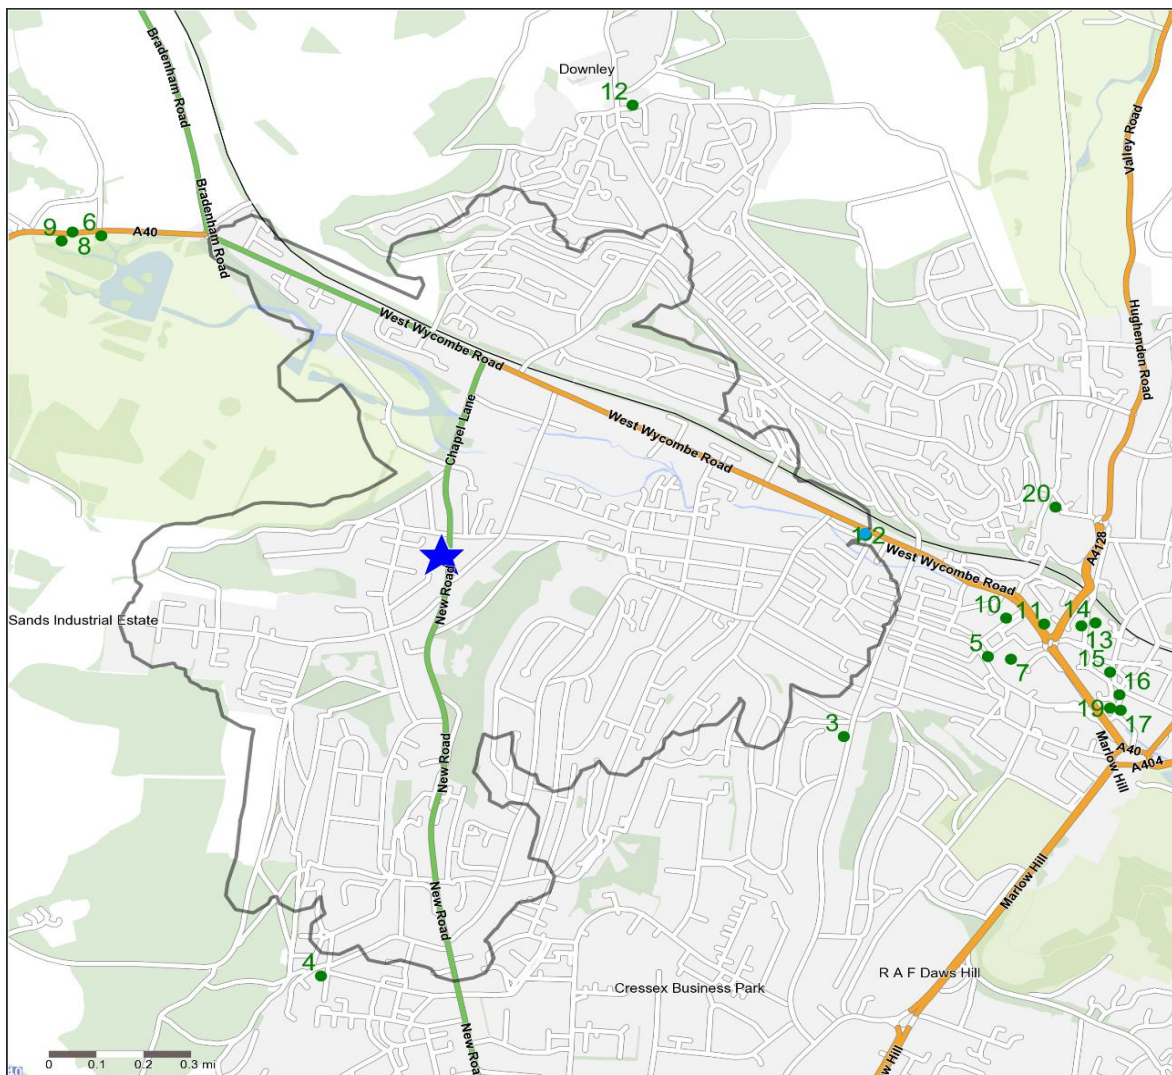 Downley
12
Bradenham Road
Bradenham Road
Valley Road
9
6
8
A40
West Wycombe Road
Hughenden Road
Chapel Lane
West Wycombe Road
20
1
2
A4128
West Wycombe Road
New Road
Sands Industrial Estate
10
11
14
13
5
7
15
16
19
17
3
New Road
A40
A404
Marlow Hill
Marlow Hill
New Road
4
R A F Daws Hill
Cressex Business Park
0 0.1 0.2 0.3 mi